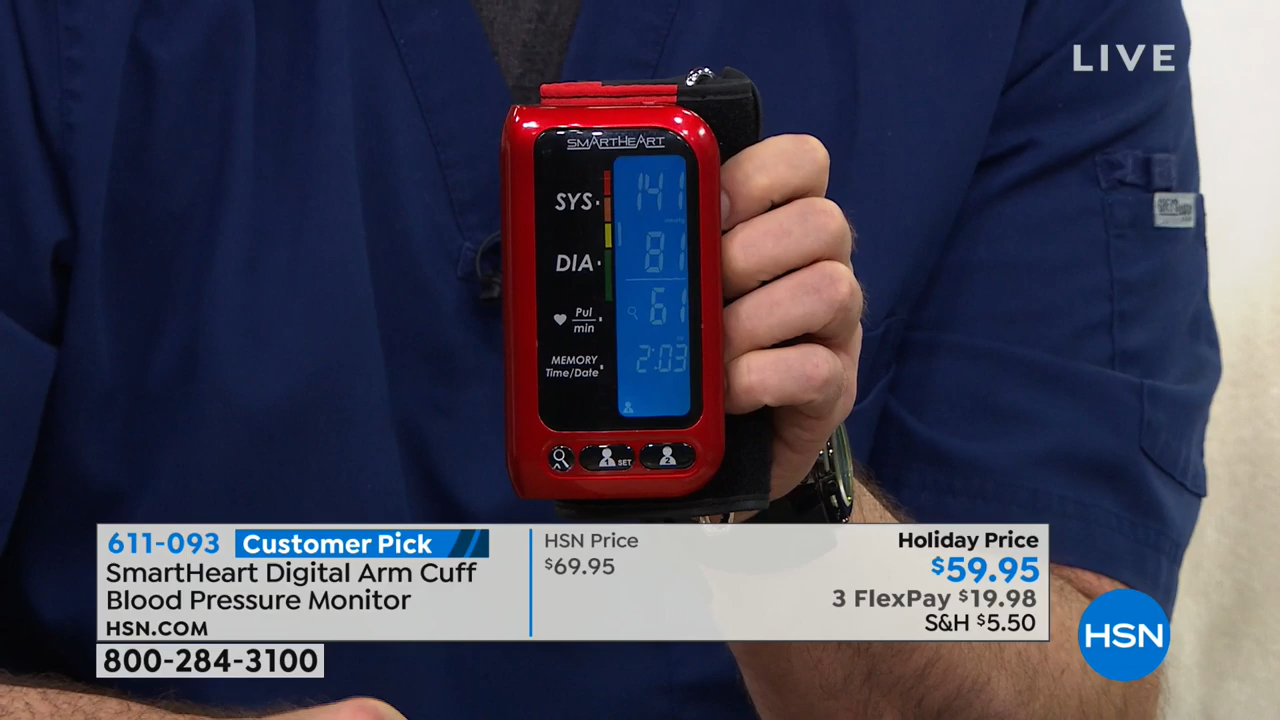 LIVE
SMARTHEART
SYS
141
DIA
81
Pul
min
61
MEMORY
Time/Date
2:03
1 SET
2
611-093 Customer Pick
SmartHeart Digital Arm Cuff
Blood Pressure Monitor
HSN.COM
800-284-3100
HSN Price
$69.95
Holiday Price
$59.95
3 FlexPay $19.98
S&H $5.50
HSN